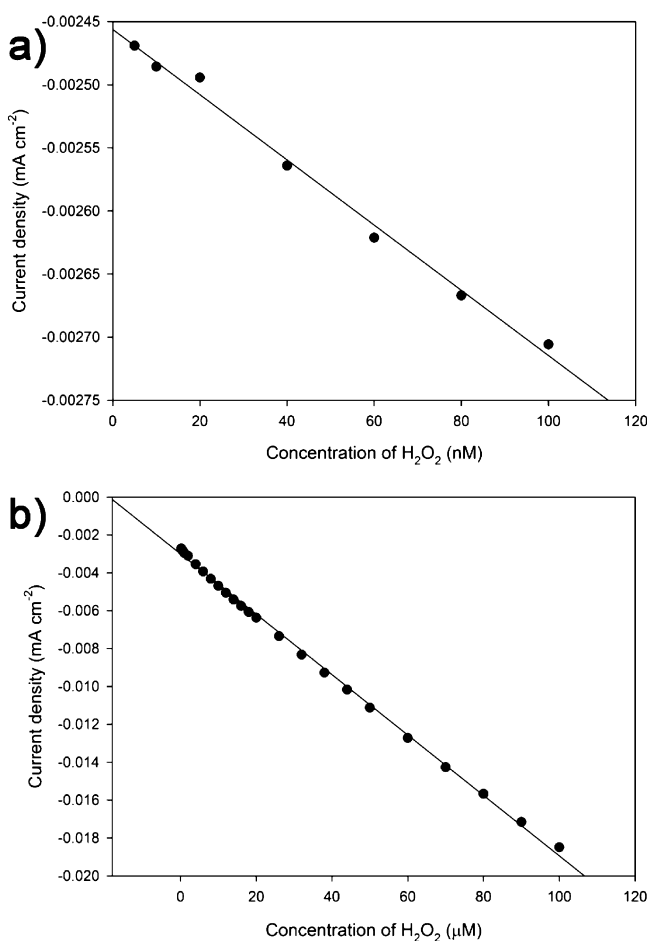 a)
-0.00245
-0.00250
-0.00255
-0.00260
-0.00265
-0.00270
-0.00275
Current density (mA cm⁻²)
0 20 40 60 80 100 120
Concentration of H₂O₂ (nM)
b)
0.000
-0.002
-0.004
-0.006
-0.008
-0.010
-0.012
-0.014
-0.016
-0.018
-0.020
Current density (mA cm⁻²)
0 20 40 60 80 100 120
Concentration of H₂O₂ (μM)